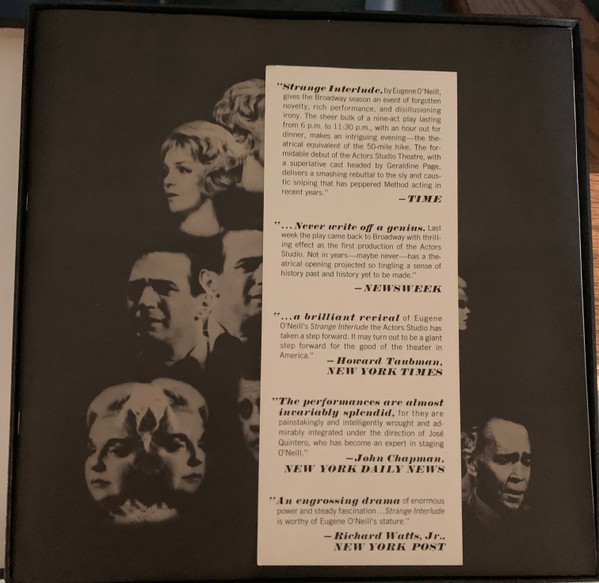 "Strange Interlude, by Eugene O'Neill,
gives the Broadway season an event of forgotten
novelty, rich performance, and disillusioning
irony. The sheer bulk of a nine-act play lasting
from 6 p.m. to 11:30 p.m., with an hour out for
dinner, makes an intriguing evening—the the-
atrical equivalent of the 50-mile hike. The for-
midable debut of the Actors Studio Theatre, with
a superlative cast headed by Geraldine Page,
delivers a smashing rebuttal to the sly and caus-
tic sniping that has peppered Method acting in
recent years."
—TIME
"...Never write off a genius. Last
week the play came back to Broadway with thrill-
ing effect as the first production of the Actors
Studio. Not in years—maybe never—has a the-
atrical opening projected so tingling a sense of
history past and history yet to be made."
—NEWSWEEK
"...a brilliant revival of Eugene
O'Neill's Strange Interlude the Actors Studio has
taken a step forward. It may turn out to be a giant
step forward for the good of the theater in
America."
—Howard Taubman,
NEW YORK TIMES
"The performances are almost
invariably splendid, for they are
painstakingly and intelligently wrought and ad-
mirably integrated under the direction of José
Quintero, who has become an expert in staging
O'Neill."
—John Chapman,
NEW YORK DAILY NEWS
"An engrossing drama of enormous
power and steady fascination...Strange Interlude
is worthy of Eugene O'Neill's stature."
—Richard Watts, Jr.,
NEW YORK POST